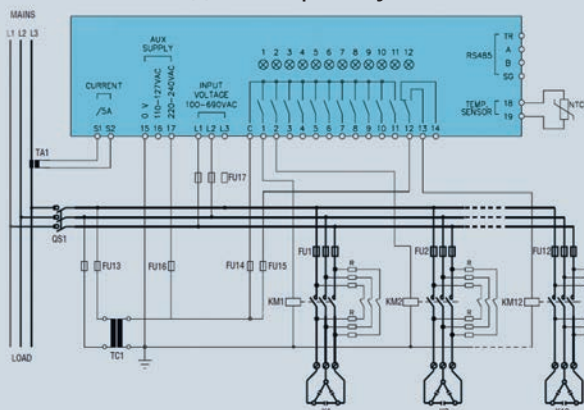 MAINS
L1 L2 L3
AUX
SUPPLY
CURRENT
/5A
0 V
110-127VAC
220-240VAC
INPUT
VOLTAGE
100-690VAC
1 2 3 4 5 6 7 8 9 10 11 12
RS485
TR
A
B
SG
TEMP.
SENSOR
18
19
NTC
S1 S2
15 16 17
L1 L2 L3
C 1 2 3 4 5 6 7 8 9 10 11 12 13 14
TA1
FU17
QS1
FU13
FU16
FU14
FU15
FU1
FU2
FU12
R
R
R
R
KM1
KM2
KM12
TC1
LOAD